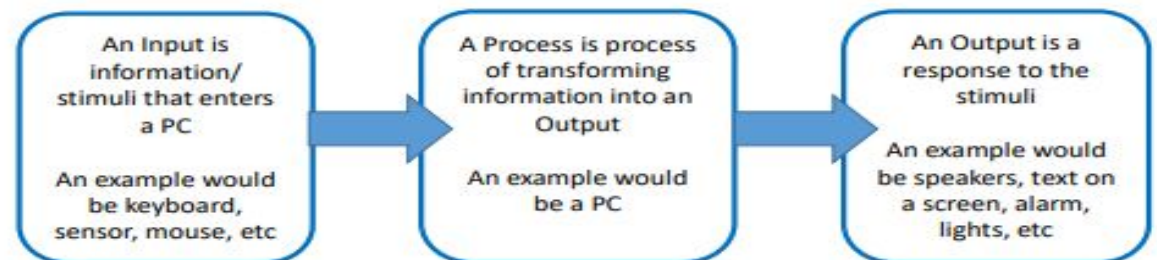 An Input is
information/
stimuli that enters
a PC
An example would
be keyboard,
sensor, mouse, etc
A Process is process
of transforming
information into an
Output
An example would
be a PC
An Output is a
response to the
stimuli
An example would
be speakers, text on
a screen, alarm,
lights, etc